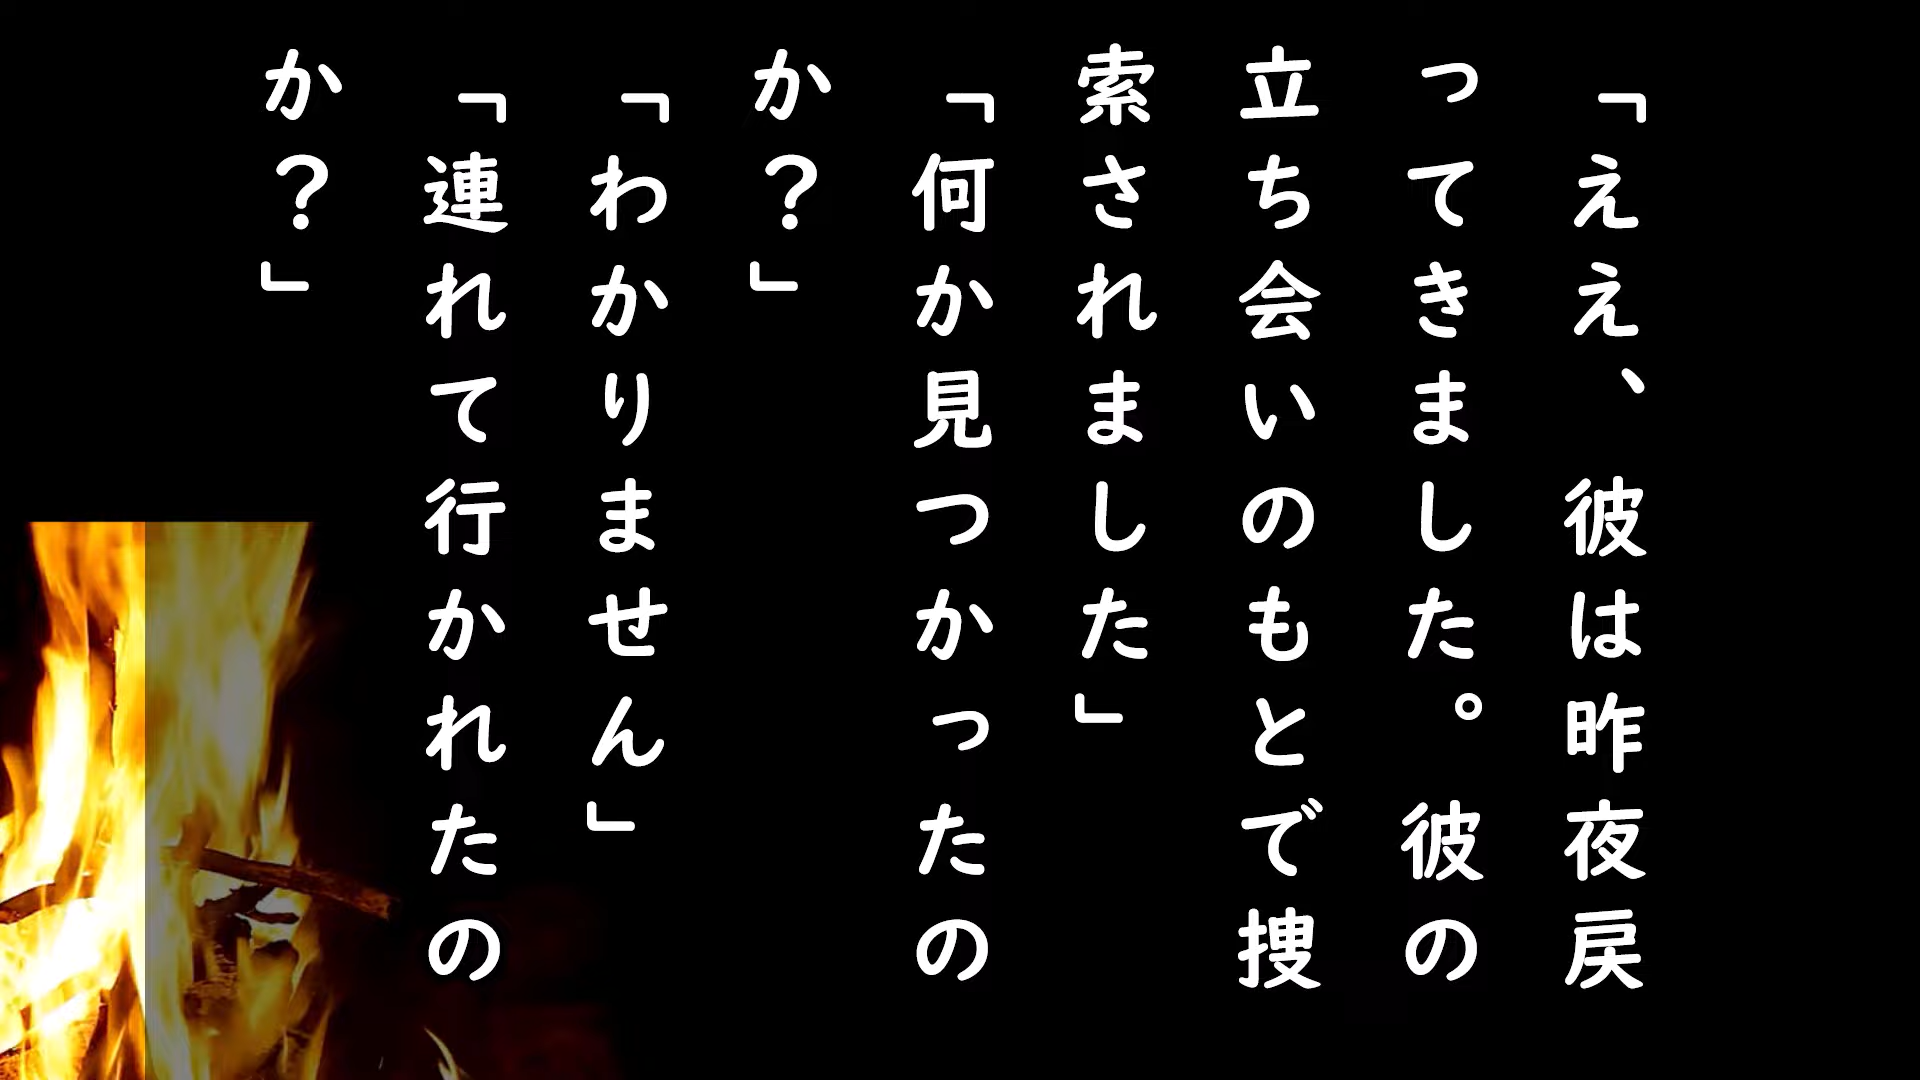 「ええ、彼は昨夜戻
ってきました。彼の
立ち会いのもとで捜
索されました」
「何か見つかったの
か？」
「わかりません」
「連れて行かれたの
か？」